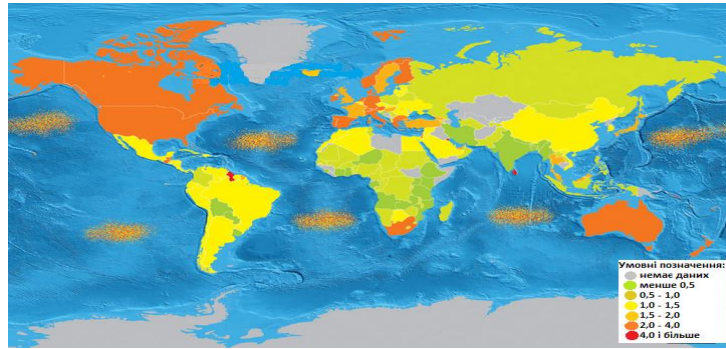 Умовні позначення:
немає даних
менше 0,5
0,5 - 1,0
1,0 - 1,5
1,5 - 2,0
2,0 - 4,0
4,0 і більше